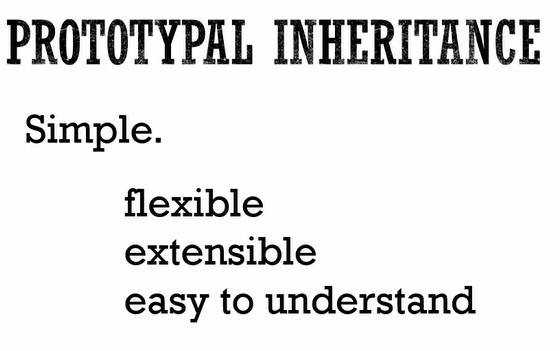 PROTOTYPAL INHERITANCE
Simple.
flexible
extensible
easy to understand